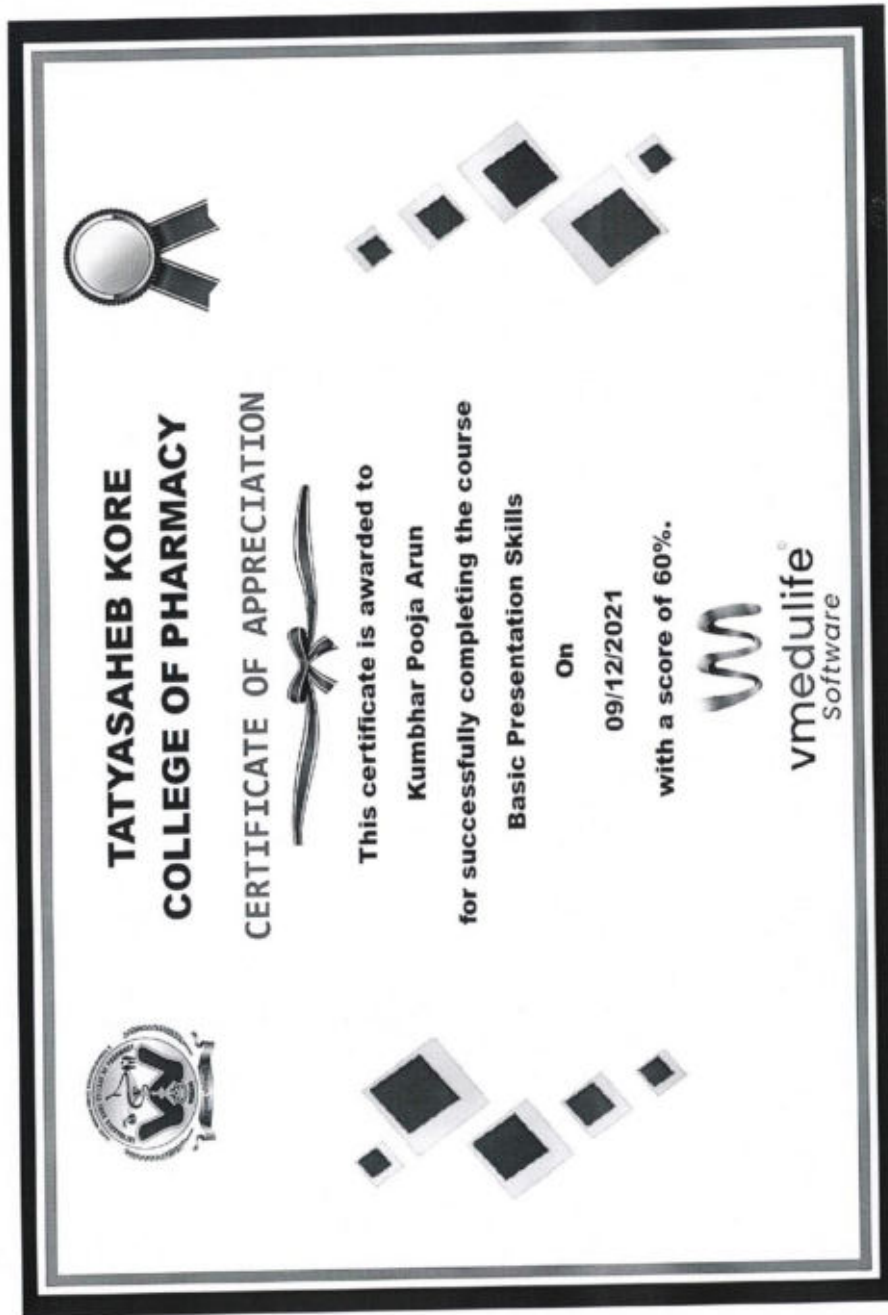 TATYASAHEB KORE
COLLEGE OF PHARMACY
CERTIFICATE OF APPRECIATION
This certificate is awarded to
Kumbhar Pooja Arun
for successfully completing the course
Basic Presentation Skills
On
09/12/2021
with a score of 60%.
vmedulife
Software